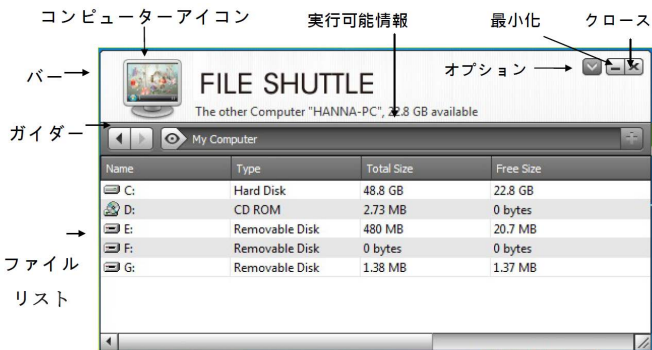 コンピューターアイコン
実行可能情報
最小化
クロース
オプション
バー
FILE SHUTTLE
The other Computer "HANNA-PC", 22.8 GB available
ガイダー
My Computer
Name Type Total Size Free Size
C: Hard Disk 48.8 GB 22.8 GB
D: CD ROM 2.73 MB 0 bytes
E: Removable Disk 480 MB 20.7 MB
F: Removable Disk 0 bytes 0 bytes
G: Removable Disk 1.38 MB 1.37 MB
ファイル
リスト